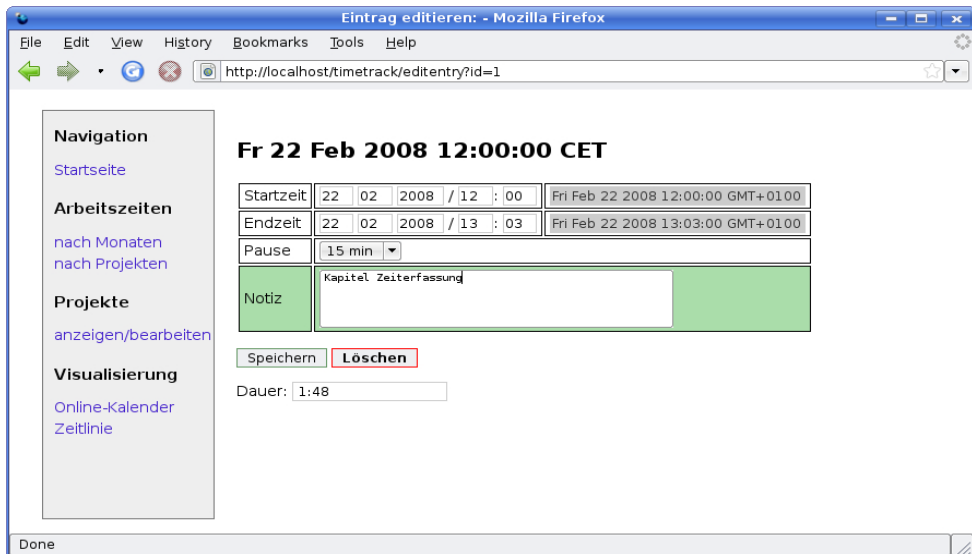 Eintrag editieren: - Mozilla Firefox
File Edit View History Bookmarks Tools Help
http://localhost/timetrack/editentry?id=1
Navigation
Startseite
Arbeitszeiten
nach Monaten
nach Projekten
Projekte
anzeigen/bearbeiten
Visualisierung
Online-Kalender
Zeitlinie
Fr 22 Feb 2008 12:00:00 CET
Startzeit 22 02 2008 / 12 : 00 Fri Feb 22 2008 12:00:00 GMT+0100
Endzeit 22 02 2008 / 13 : 03 Fri Feb 22 2008 13:03:00 GMT+0100
Pause 15 min
Notiz Kapitel Zeiterfassung
Speichern Löschen
Dauer: 1:48
Done